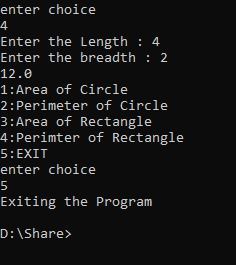 enter choice
4
Enter the Length : 4
Enter the breadth : 2
12.0
1:Area of Circle
2:Perimeter of Circle
3:Area of Rectangle
4:Perimter of Rectangle
5:EXIT
enter choice
5
Exiting the Program
D:\Share>